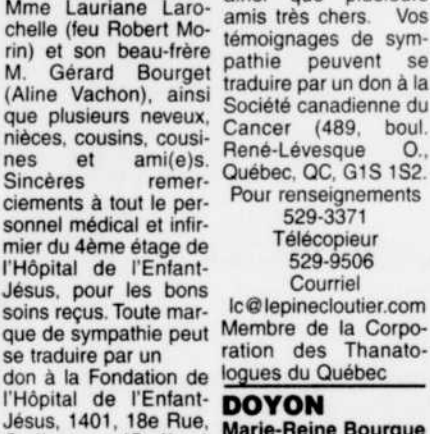 Mme Lauriane Laro-
chelle (feu Robert Mo-
rin) et son beau-frère
M. Gérard Bourget
(Aline Vachon), ainsi
que plusieurs neveux,
nièces, cousins, cousi-
nes et ami(e)s.
Sincères remer-
ciements à tout le per-
sonnel médical et infir-
mier du 4ème étage de
l'Hôpital de l'Enfant-
Jésus, pour les bons
soins reçus. Toute mar-
que de sympathie peut
se traduire par un
don à la Fondation de
l'Hôpital de l'Enfant-
Jésus, 1401, 18e Rue,
amis très chers. Vos
témoignages de sym-
pathie peuvent se
traduire par un don à la
Société canadienne du
Cancer (489, boul.
René-Lévesque O.,
Québec, QC, G1S 1S2.
Pour renseignements
529-3371
Télécopieur
529-9506
Courriel
lc@lepinecloutier.com
Membre de la Corpo-
ration des Thanato-
logues du Québec
DOYON
Marie-Reine Bourque